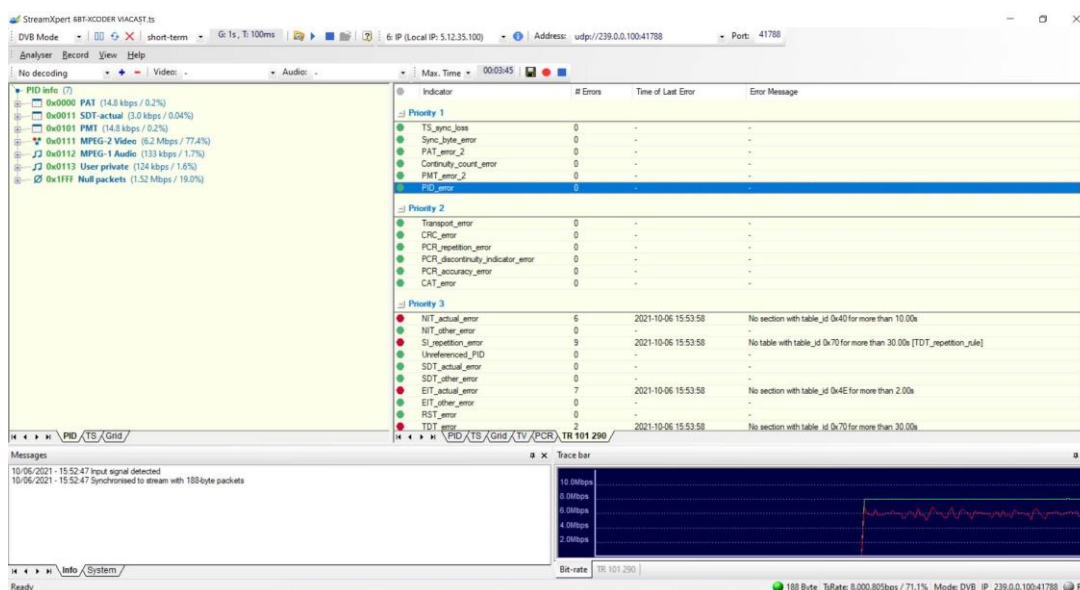 StreamXpert 6BT-XCODER VIACAST.ts
DVB Mode short-term G: 1s, T: 100ms 6: IP (Local IP: 5.12.35.100) Address: udp://239.0.0.100:41788 Port: 41788
Analyser Record View Help
No decoding Video: . Audio: . Max. Time 00:03:45
PID info (7)
0x0000 PAT (14.8 kbps / 0.2%)
0x0011 SDT-actual (3.0 kbps / 0.04%)
0x0101 PMT (14.8 kbps / 0.2%)
0x0111 MPEG-2 Video (6.2 Mbps / 77.4%)
0x0112 MPEG-1 Audio (133 kbps / 1.7%)
0x0113 User private (124 kbps / 1.6%)
0x1FFF Null packets (1.52 Mbps / 19.0%)
PID TS Grid
Indicator # Errors Time of Last Error Error Message
Priority 1
TS_sync_loss 0 - -
Sync_byte_error 0 - -
PAT_error_2 0 - -
Continuity_count_error 0 - -
PMT_error_2 0 - -
PID_error 0 - -
Priority 2
Transport_error 0 - -
CRC_error 0 - -
PCR_repetition_error 0 - -
PCR_discontinuity_indicator_error 0 - -
PCR_accuracy_error 0 - -
CAT_error 0 - -
Priority 3
NIT_actual_error 6 2021-10-06 15:53:58 No section with table_id 0x40 for more than 10.00s
NIT_other_error 0 - -
SI_repetition_error 9 2021-10-06 15:53:58 No table with table_id 0x70 for more than 30.00s [TDT_repetition_rule]
Unreferenced_PID 0 - -
SDT_actual_error 0 - -
SDT_other_error 0 - -
EIT_actual_error 7 2021-10-06 15:53:58 No section with table_id 0x4E for more than 2.00s
EIT_other_error 0 - -
RST_error 0 - -
TDT_error 2 2021-10-06 15:53:58 No section with table_id 0x70 for more than 30.00s
PID TS Grid TV PCR TR 101 290
Messages
10/06/2021 - 15:52:47 Input signal detected
10/06/2021 - 15:52:47 Synchronised to stream with 188-byte packets
Info System
Trace bar
10.0Mbps
8.0Mbps
6.0Mbps
4.0Mbps
2.0Mbps
Bit-rate TR 101 290
Ready
188 Byte TsRate: 8,000,805bps / 71.1% Mode: DVB IP 239.0.0.100:41788